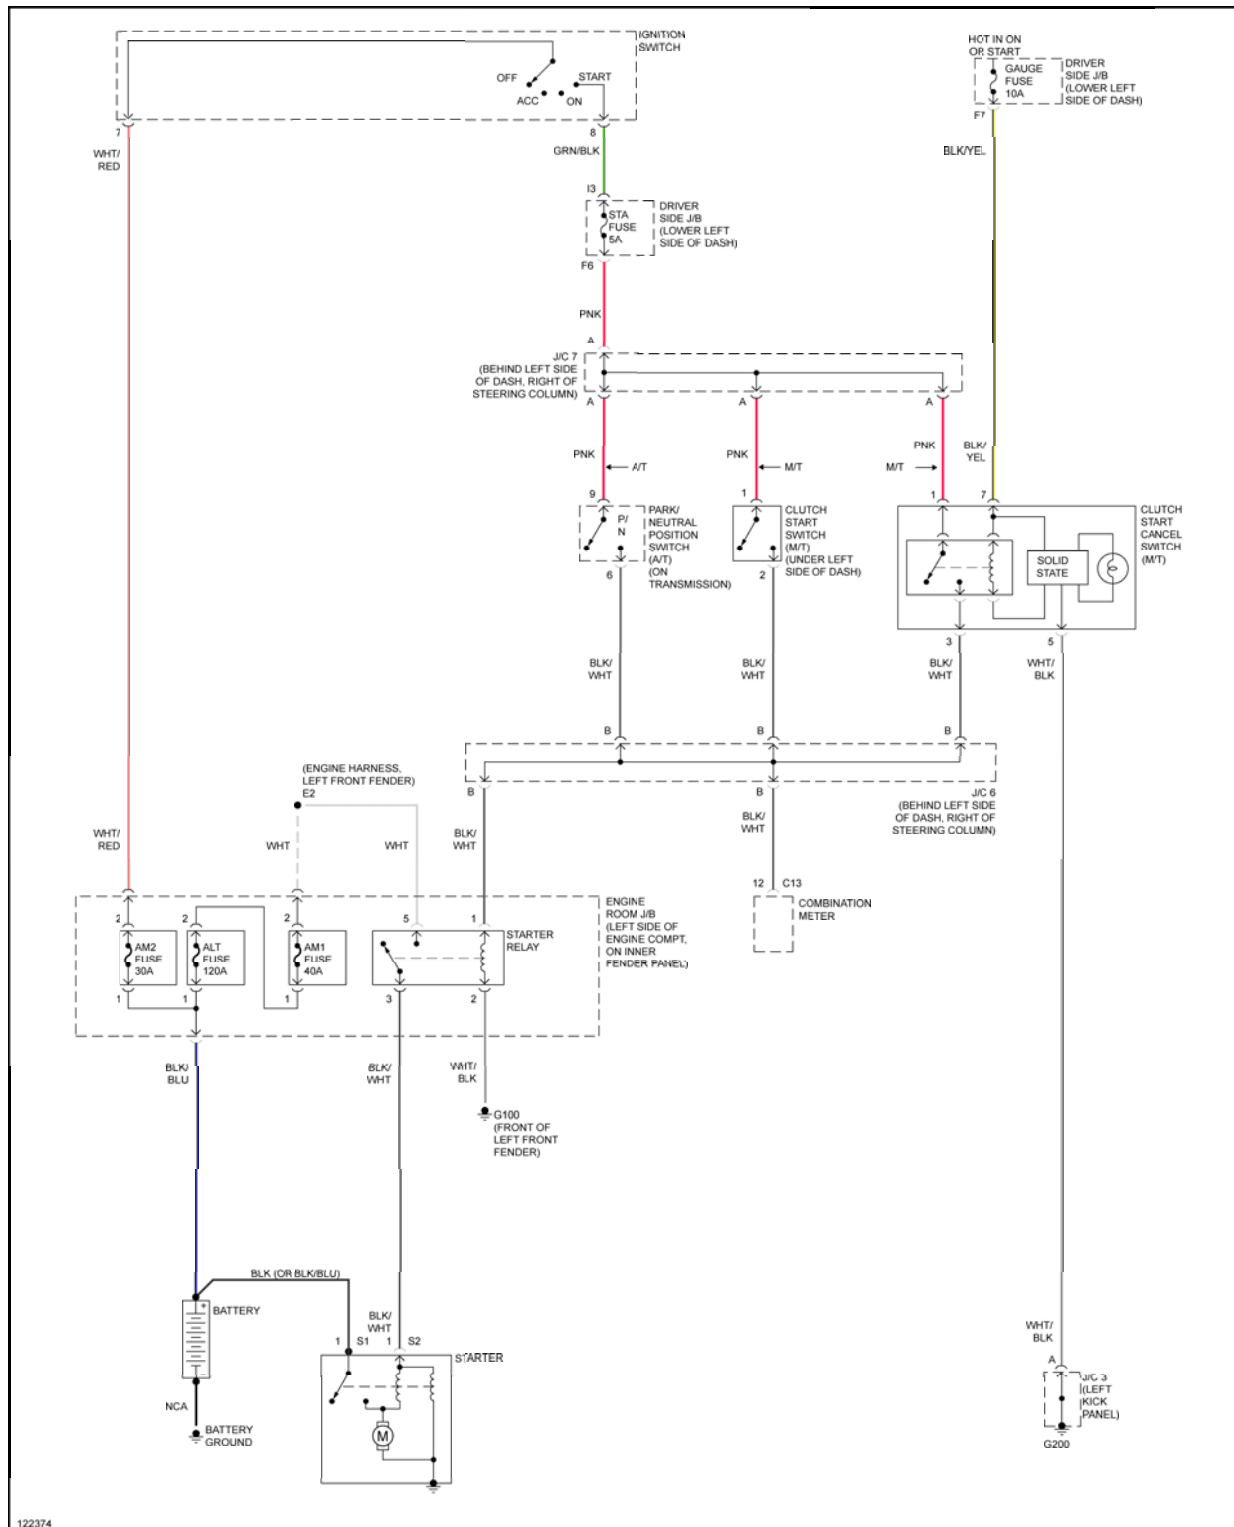 IGNITION
SWITCH
OFF
START
ACC
ON
7
8
WHT/
RED
GRN/BLK
HOT IN ON
OR START
GAUGE
FUSE
10A
DRIVER
SIDE J/B
(LOWER LEFT
SIDE OF DASH)
F7
BLK/YEL
I3
STA
FUSE
5A
DRIVER
SIDE J/B
(LOWER LEFT
SIDE OF DASH)
F6
PNK
A
J/C 7
(BEHIND LEFT SIDE
OF DASH, RIGHT OF
STEERING COLUMN)
A
A
A
PNK
A/T
PNK
M/T
PNK
M/T
BLK/
YEL
9
P/
N
PARK/
NEUTRAL
POSITION
SWITCH
(A/T)
(ON
TRANSMISSION)
6
1
CLUTCH
START
SWITCH
(M/T)
(UNDER LEFT
SIDE OF DASH)
2
1
7
SOLID
STATE
CLUTCH
START
CANCEL
SWITCH
(M/T)
3
5
BLK/
WHT
BLK/
WHT
BLK/
WHT
WHT/
BLK
B
B
B
B
B
J/C 6
(BEHIND LEFT SIDE
OF DASH, RIGHT OF
STEERING COLUMN)
(ENGINE HARNESS,
LEFT FRONT FENDER)
E2
WHT/
RED
WHT
WHT
BLK/
WHT
BLK/
WHT
12
C13
COMBINATION
METER
2
2
2
5
1
AM2
FUSE
30A
ALT
FUSE
120A
AM1
FUSE
40A
STARTER
RELAY
ENGINE
ROOM J/B
(LEFT SIDE OF
ENGINE COMPT,
ON INNER
FENDER PANEL)
1
1
1
3
2
BLK/
BLU
BLK/
WHT
WHT/
BLK
G100
(FRONT OF
LEFT FRONT
FENDER)
BLK (OR BLK/BLU)
+
BATTERY
-
NCA
BATTERY
GROUND
BLK/
WHT
1
S1
1
S2
STARTER
M
WHT/
BLK
A
J/C 3
(LEFT
KICK
PANEL)
G200
122374